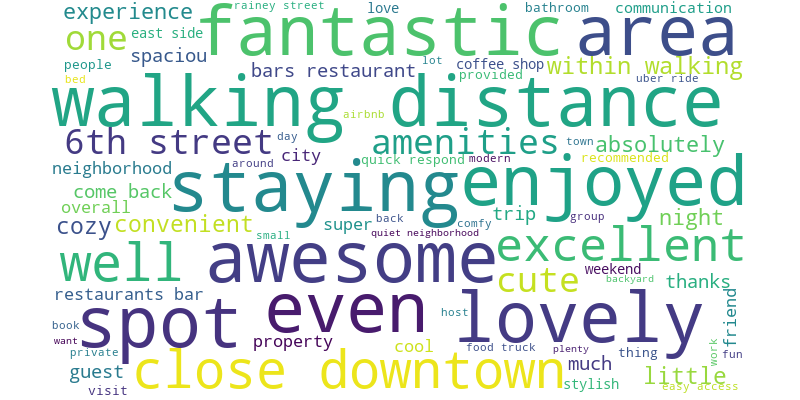 rainey street love bathroom communication
experience fantastic area
one east side
spaciou lot coffee shop within walking
people bars restaurant provided uber ride
bed walking distance
airbnb
6th street day amenities town absolutely
city quick respond modern recommended
neighborhood around staying enjoyed
come back
overall back trip group night
cozy convenient super comfy
small quiet neighborhood excellent
well awesome weekend thanks
cute backyard
restaurants bar even lovely friend
book spot host
want property cool food truck plenty thing work fun
private close downtown much
guest little
visit stylish easy access